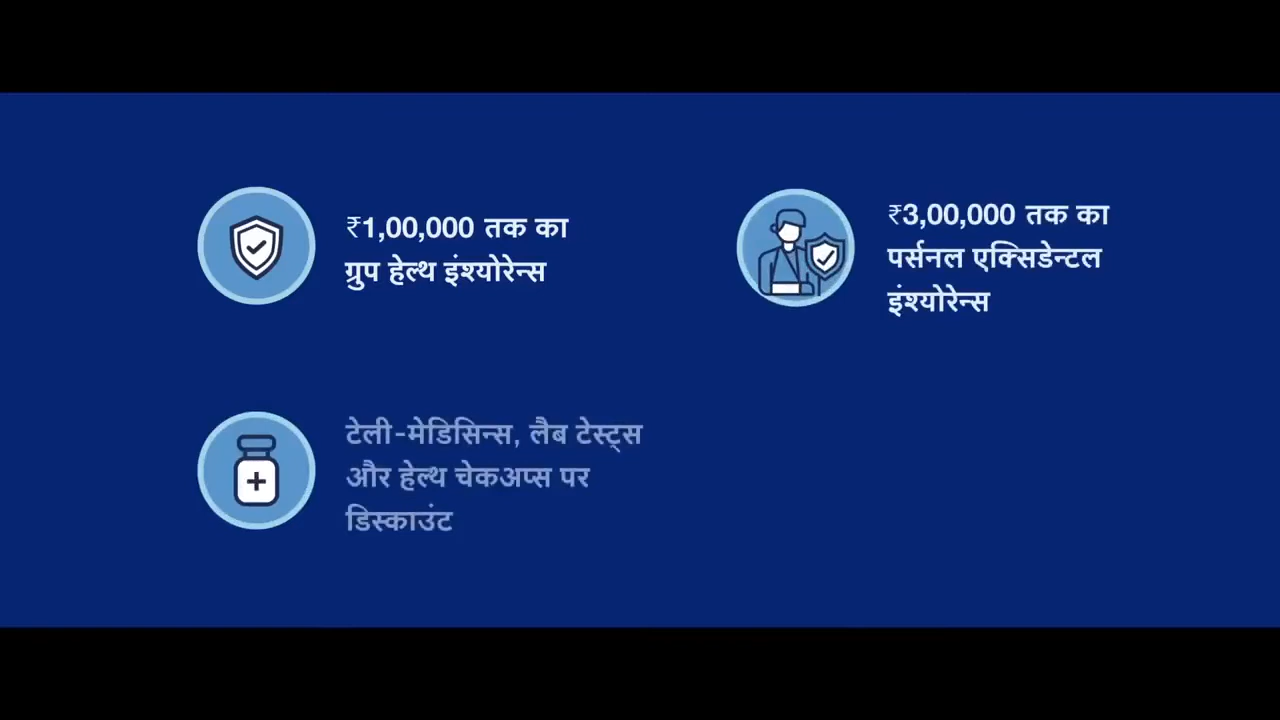 ₹1,00,000 तक का
ग्रुप हेल्थ इंश्योरेन्स
₹3,00,000 तक का
पर्सनल एक्सिडेन्टल
इंश्योरेन्स
टेली-मेडिसिन्स, लैब टेस्ट्स
और हेल्थ चेकअप्स पर
डिस्काउंट